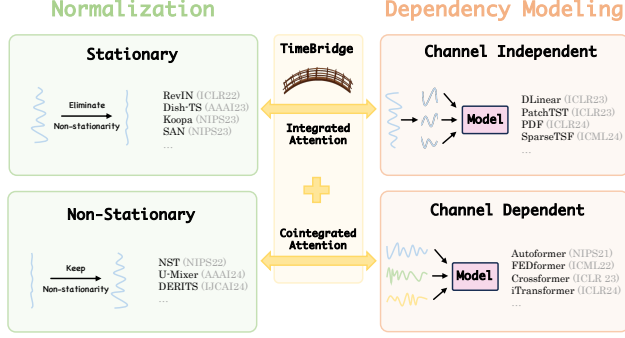 Normalization
Dependency Modeling
Stationary
Eliminate
Non-stationarity
RevIN (ICLR22)
Dish-TS (AAAI23)
Koopa (NIPS23)
SAN (NIPS23)
...
Non-Stationary
Keep
Non-stationarity
NST (NIPS22)
U-Mixer (AAAI24)
DERITS (IJCAI24)
...
TimeBridge
Integrated
Attention
Cointegrated
Attention
Channel Independent
Model
DLinear (ICLR23)
PatchTST (ICLR23)
PDF (ICLR24)
SparseTSF (ICML24)
...
Channel Dependent
Model
Autoformer (NIPS21)
FEDformer (ICML22)
Crossformer (ICLR 23)
iTransformer (ICLR24)
...